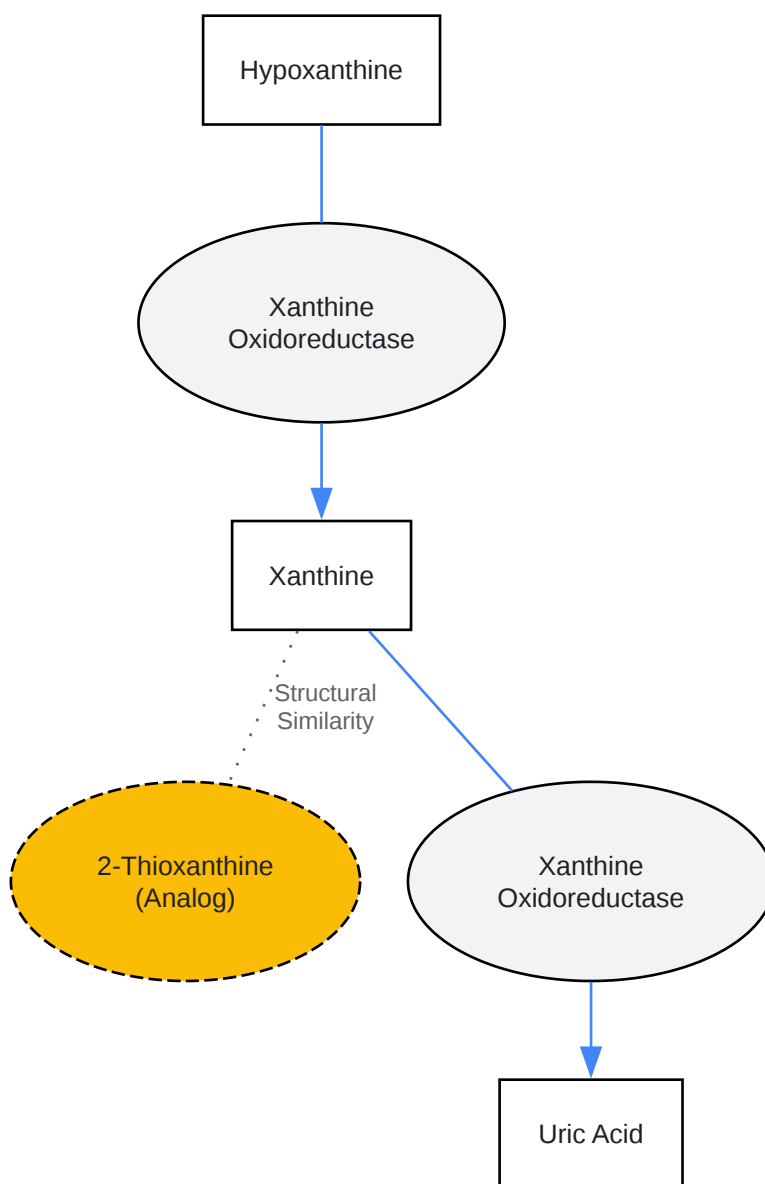 Hypoxanthine
Xanthine
Oxidoreductase
Xanthine
Structural
Similarity
2-Thioxanthine
(Analog)
Xanthine
Oxidoreductase
Uric Acid